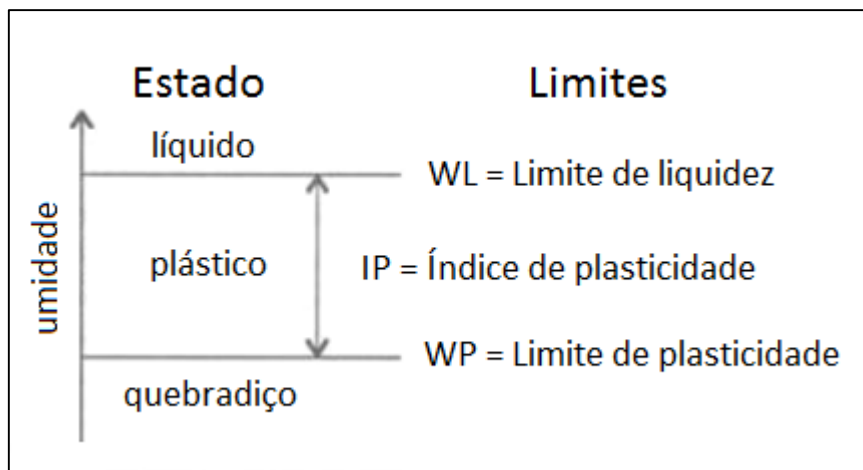 Estado
Limites
líquido
WL = Limite de liquidez
umidade
plástico
IP = Índice de plasticidade
WP = Limite de plasticidade
quebradiço